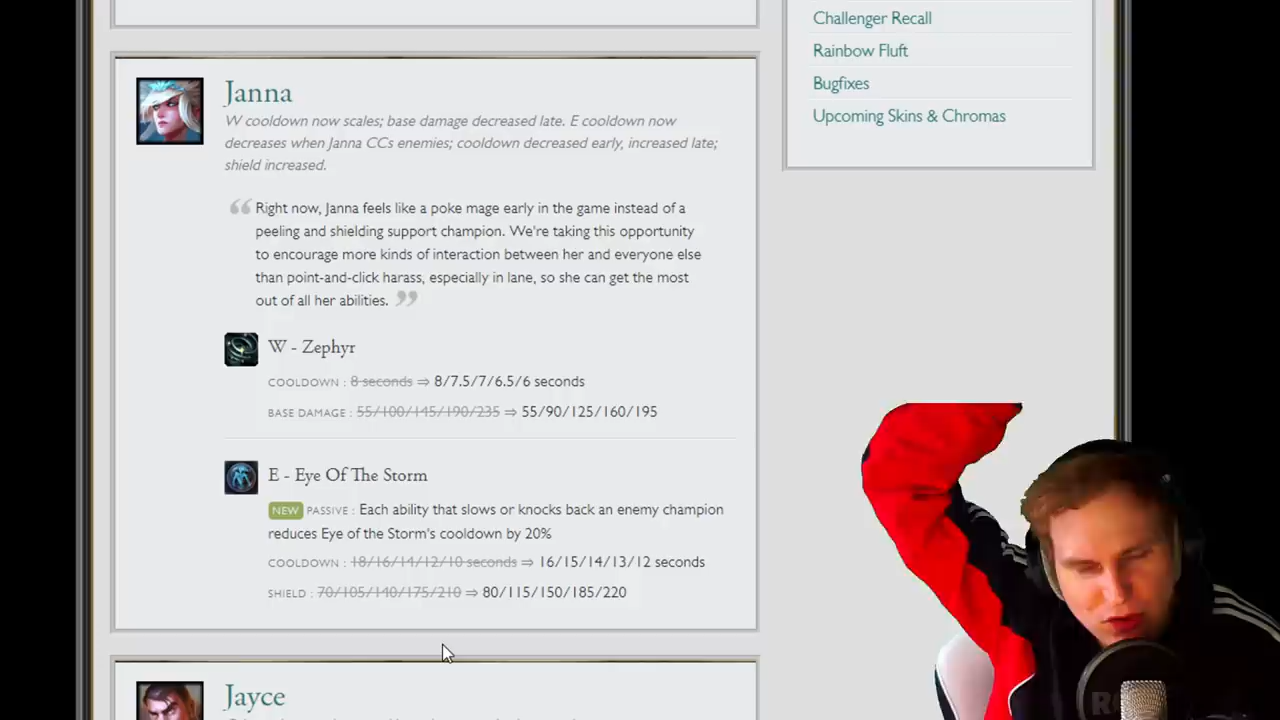 Challenger Recall
Rainbow Fluft
Bugfixes
Upcoming Skins & Chromas
Janna
W cooldown now scales; base damage decreased late. E cooldown now
decreases when Janna CCs enemies; cooldown decreased early, increased late;
shield increased.
“ Right now, Janna feels like a poke mage early in the game instead of a
peeling and shielding support champion. We're taking this opportunity
to encourage more kinds of interaction between her and everyone else
than point-and-click harass, especially in lane, so she can get the most
out of all her abilities. ”
W - Zephyr
COOLDOWN : 8 seconds ⇒ 8/7.5/7/6.5/6 seconds
BASE DAMAGE : 55/100/145/190/235 ⇒ 55/90/125/160/195
E - Eye Of The Storm
NEW PASSIVE : Each ability that slows or knocks back an enemy champion
reduces Eye of the Storm's cooldown by 20%
COOLDOWN : 18/16/14/12/10 seconds ⇒ 16/15/14/13/12 seconds
SHIELD : 70/105/140/175/210 ⇒ 80/115/150/185/220
Jayce